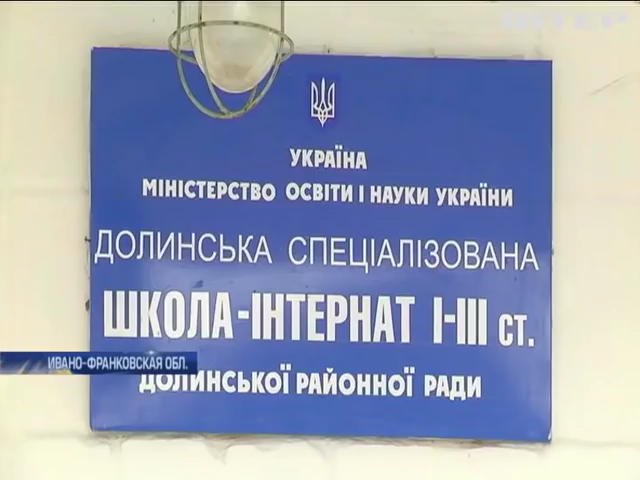 ІНТЕР
УКРАЇНА
МІНІСТЕРСТВО ОСВІТИ І НАУКИ УКРАЇНИ
ДОЛИНСЬКА СПЕЦІАЛІЗОВАНА
ШКОЛА-ІНТЕРНАТ І-ІІІ ст.
ИВАНО-ФРАНКОВСКАЯ ОБЛ.
ДОЛИНСЬКОЇ РАЙОННОЇ РАДИ